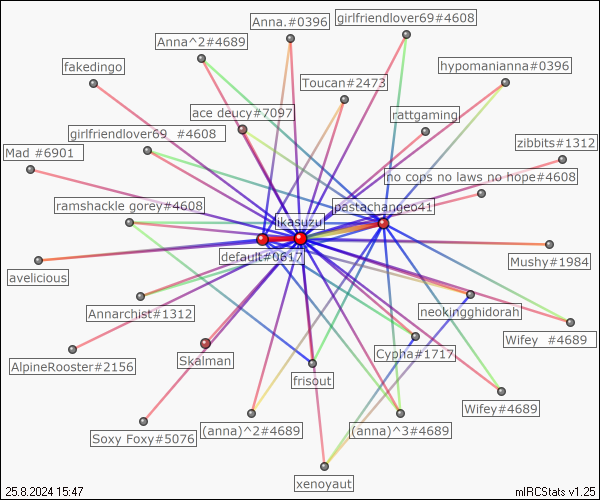 girlfriendlover69#4608
Anna.#0396
Anna^2#4689
fakedingo
hypomanianna#0396
Toucan#2473
ace deucy#7097
rattgaming
girlfriendlover69_#4608
zibbits#1312
Mad #6901
no cops no laws no hope#4608
ramshackle gorey#4608
pastachangeo41
ikasuzu
default#0617
Mushy#1984
avelicious
Annarchist#1312
neokingghidorah
Wifey #4689
Cypha#1717
AlpineRooster#2156
Skalman
frisout
Wifey#4689
Soxy Foxy#5076
(anna)^2#4689
(anna)^3#4689
xenoyaut
25.8.2024 15:47
mIRCStats v1.25